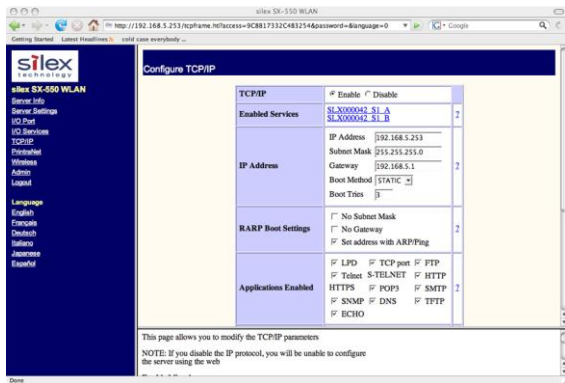 silex SX-550 WLAN
http://192.168.5.253/tcpframe.htl?access=9C8B17332C483254&password=&language=0
Google
Getting Started Latest Headlines cold case everybody ...
silex
technology
silex SX-550 WLAN
Server Info
Server Settings
I/O Port
I/O Services
TCP/IP
PrintraNet
Wireless
Admin
Logout
Language
English
Français
Deutsch
Italiano
Japanese
Español
Configure TCP/IP
TCP/IP Enable Disable
Enabled Services SLX000042_S1_A
SLX000042_S1_B ?
IP Address
IP Address 192.168.5.253
Subnet Mask 255.255.255.0
Gateway 192.168.5.1
Boot Method STATIC
Boot Tries 3
?
RARP Boot Settings
No Subnet Mask
No Gateway
Set address with ARP/Ping
?
Applications Enabled
LPD TCP port FTP
Telnet S-TELNET HTTP
HTTPS POP3 SMTP
SNMP DNS TFTP
ECHO
?
This page allows you to modify the TCP/IP parameters
NOTE: If you disable the IP protocol, you will be unable to configure
the server using the web
Done